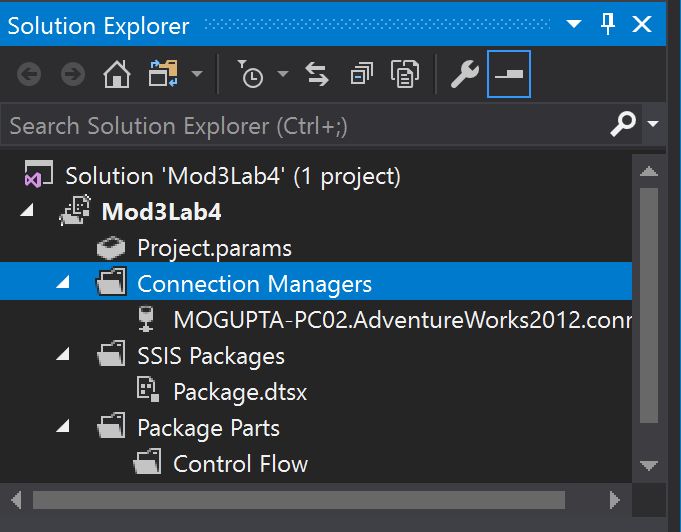 Solution Explorer
Search Solution Explorer (Ctrl+;)
Solution 'Mod3Lab4' (1 project)
Mod3Lab4
Project.params
Connection Managers
MOGUPTA-PC02.AdventureWorks2012.conn
SSIS Packages
Package.dtsx
Package Parts
Control Flow